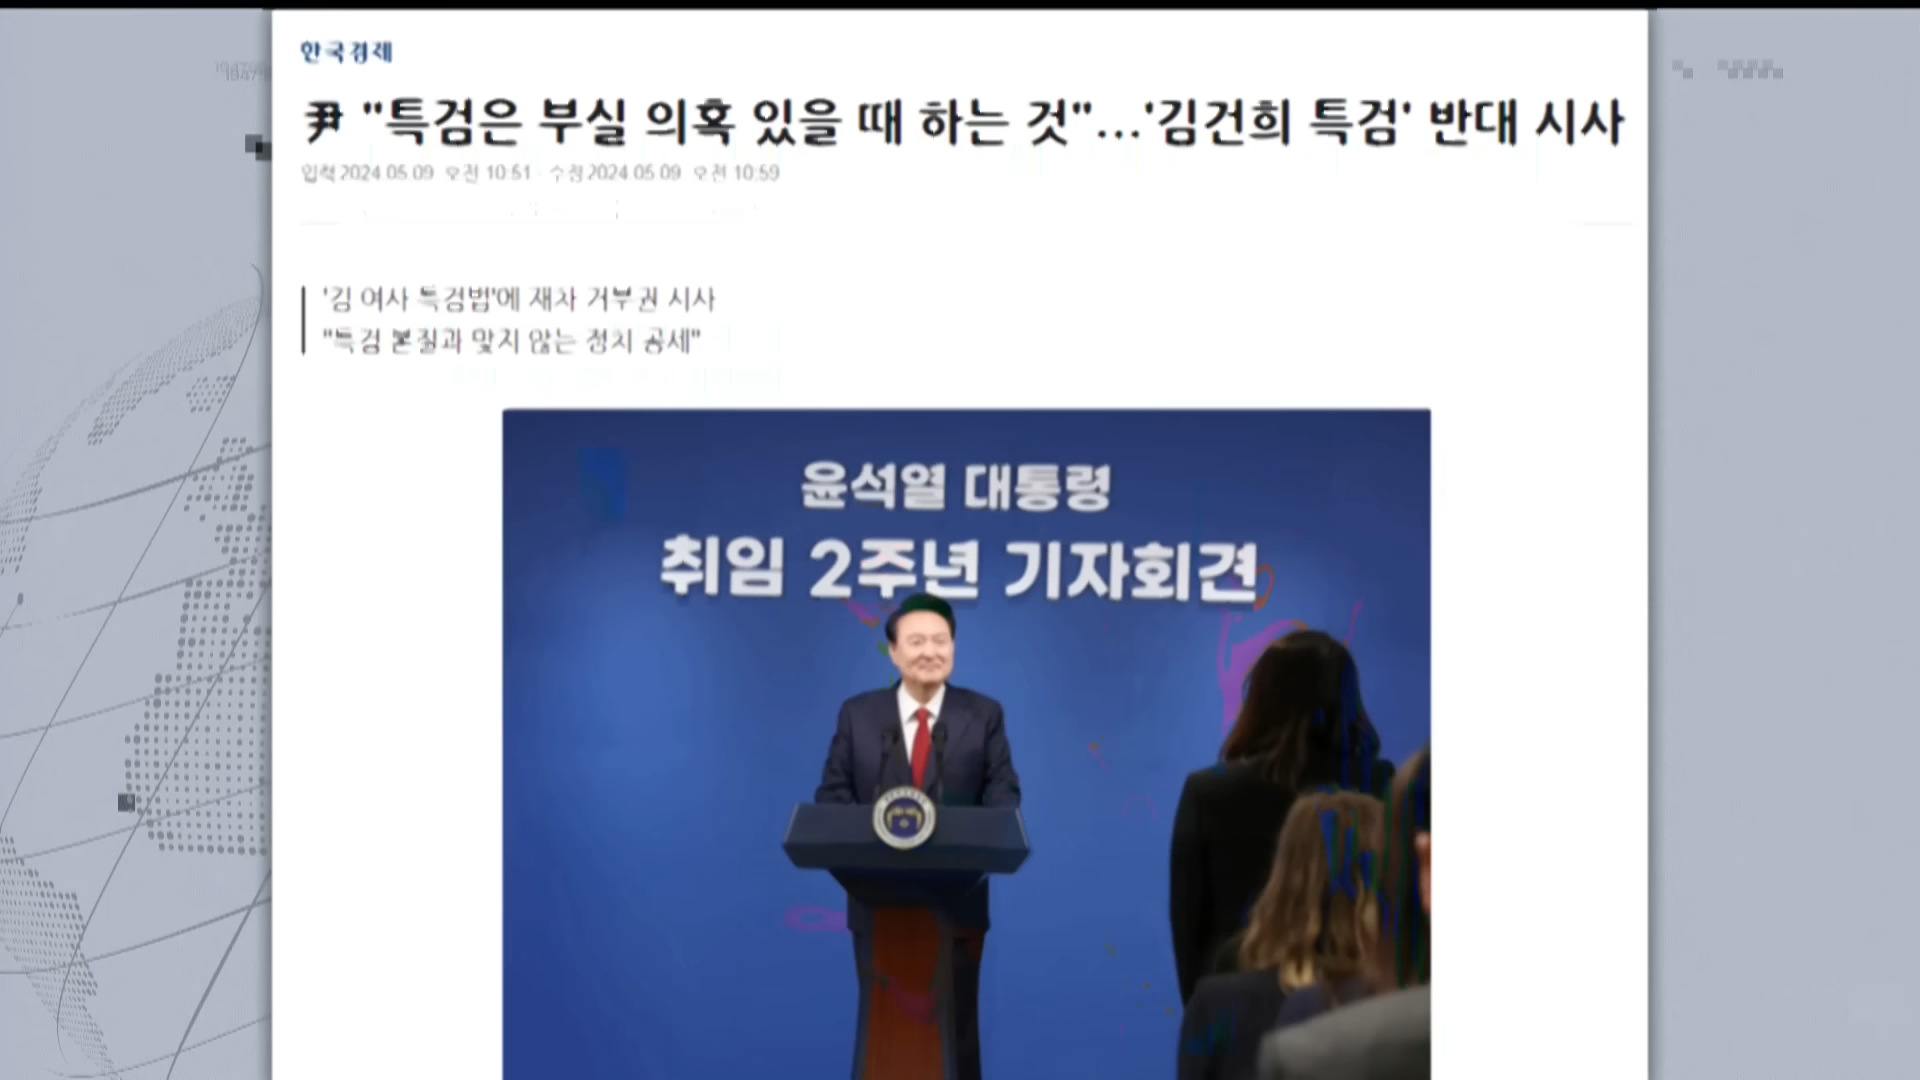 한국경제
尹 "특검은 부실 의혹 있을 때 하는 것"...'김건희 특검' 반대 시사
입력 2024.05.09 오전 10:51 수정 2024.05.09 오전 10:59
'김 여사 특검법'에 재차 거부권 시사
"특검 본질과 맞지 않는 정치 공세"
윤석열 대통령
취임 2주년 기자회견